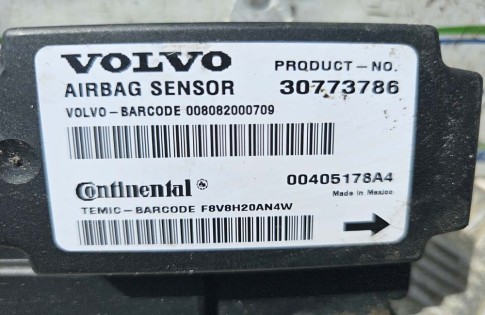 VOLVO
PRODUCT-NO.
AIRBAG SENSOR 30773786
VOLVO-BARCODE 008082000709
Continental 00405178A4
Made in Mexico
TEMIC-BARCODE F8V8H20AN4W